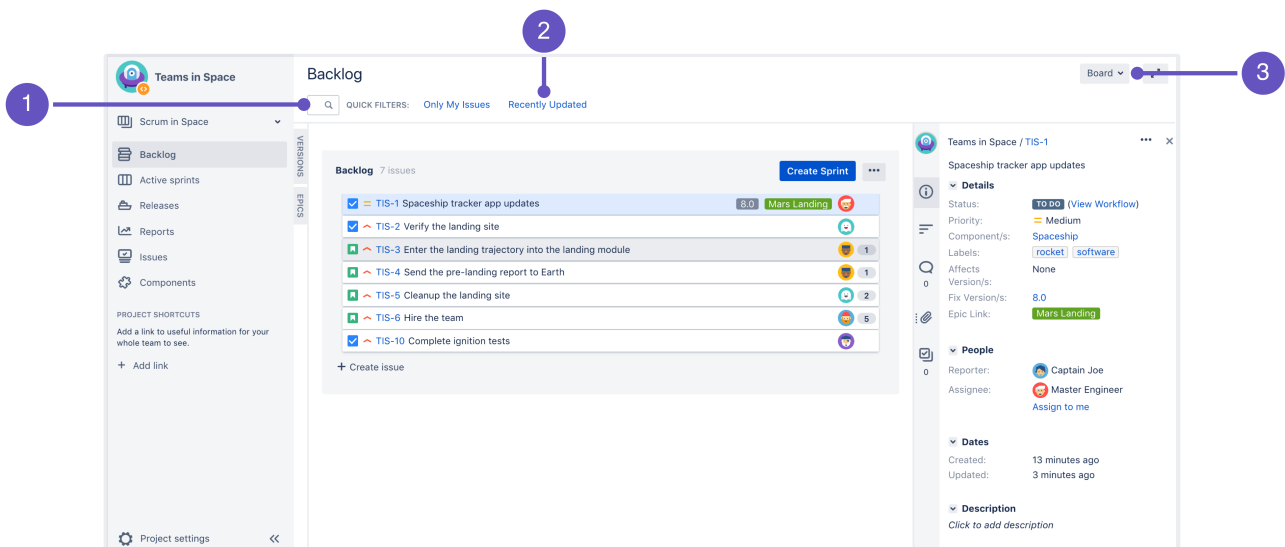 2
1
3
Teams in Space
Scrum in Space
Backlog
Active sprints
Releases
Reports
Issues
Components
PROJECT SHORTCUTS
Add a link to useful information for your
whole team to see.
+ Add link
Project settings
Backlog
Board
QUICK FILTERS: Only My Issues Recently Updated
VERSIONS
EPICS
Backlog 7 issues
Create Sprint
TIS-1 Spaceship tracker app updates 8.0 Mars Landing
TIS-2 Verify the landing site
TIS-3 Enter the landing trajectory into the landing module 1
TIS-4 Send the pre-landing report to Earth 1
TIS-5 Cleanup the landing site 2
TIS-6 Hire the team 5
TIS-10 Complete ignition tests
+ Create issue
0
0
Teams in Space / TIS-1
Spaceship tracker app updates
Details
Status: TO DO (View Workflow)
Priority: Medium
Component/s: Spaceship
Labels: rocket software
Affects None
Version/s:
Fix Version/s: 8.0
Epic Link: Mars Landing
People
Reporter: Captain Joe
Assignee: Master Engineer
Assign to me
Dates
Created: 13 minutes ago
Updated: 3 minutes ago
Description
Click to add description